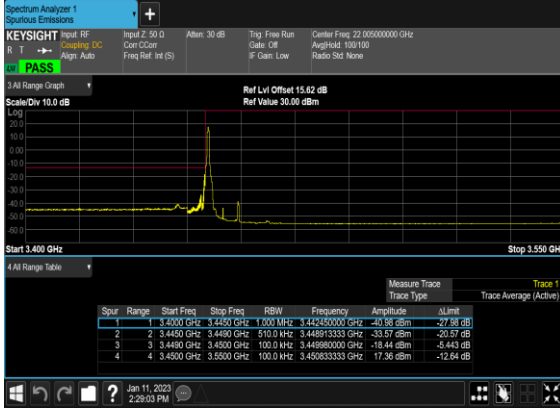 Spectrum Analyzer 1
Spurious Emissions
+
KEYSIGHT Input: RF Input Z: 50 Ω Atten: 30 dB Trig: Free Run Center Freq: 22.005000000 GHz
R T Coupling: DC Corr CCorr Gate: Off Avg|Hold: 100/100
Align: Auto Freq Ref: Int (S) IF Gain: Low Radio Std: None
PASS
3.All Range Graph
Ref Lvl Offset 15.62 dB
Scale/Div 10.0 dB Ref Value 30.00 dBm
Log
20.0
10.0
0.00
-10.0
-20.0
-30.0
-40.0
-50.0
-60.0
Start 3.400 GHz Stop 3.550 GH
4.All Range Table
Measure Trace Trace 1
Trace Type Trace Average (Active)
Spur Range Start Freq Stop Freq RBW Frequency Amplitude ΔLimit
1 1 3.4000 GHz 3.4450 GHz 1.000 MHz 3.442450000 GHz -40.98 dBm -27.98 dB
2 2 3.4450 GHz 3.4490 GHz 510.0 kHz 3.448913333 GHz -33.57 dBm -20.57 dB
3 3 3.4490 GHz 3.4500 GHz 100.0 kHz 3.449980000 GHz -18.44 dBm -5.443 dB
4 4 3.4500 GHz 3.5500 GHz 100.0 kHz 3.450833333 GHz 17.36 dBm -12.64 dB
? Jan 11, 2023
2:29:03 PM